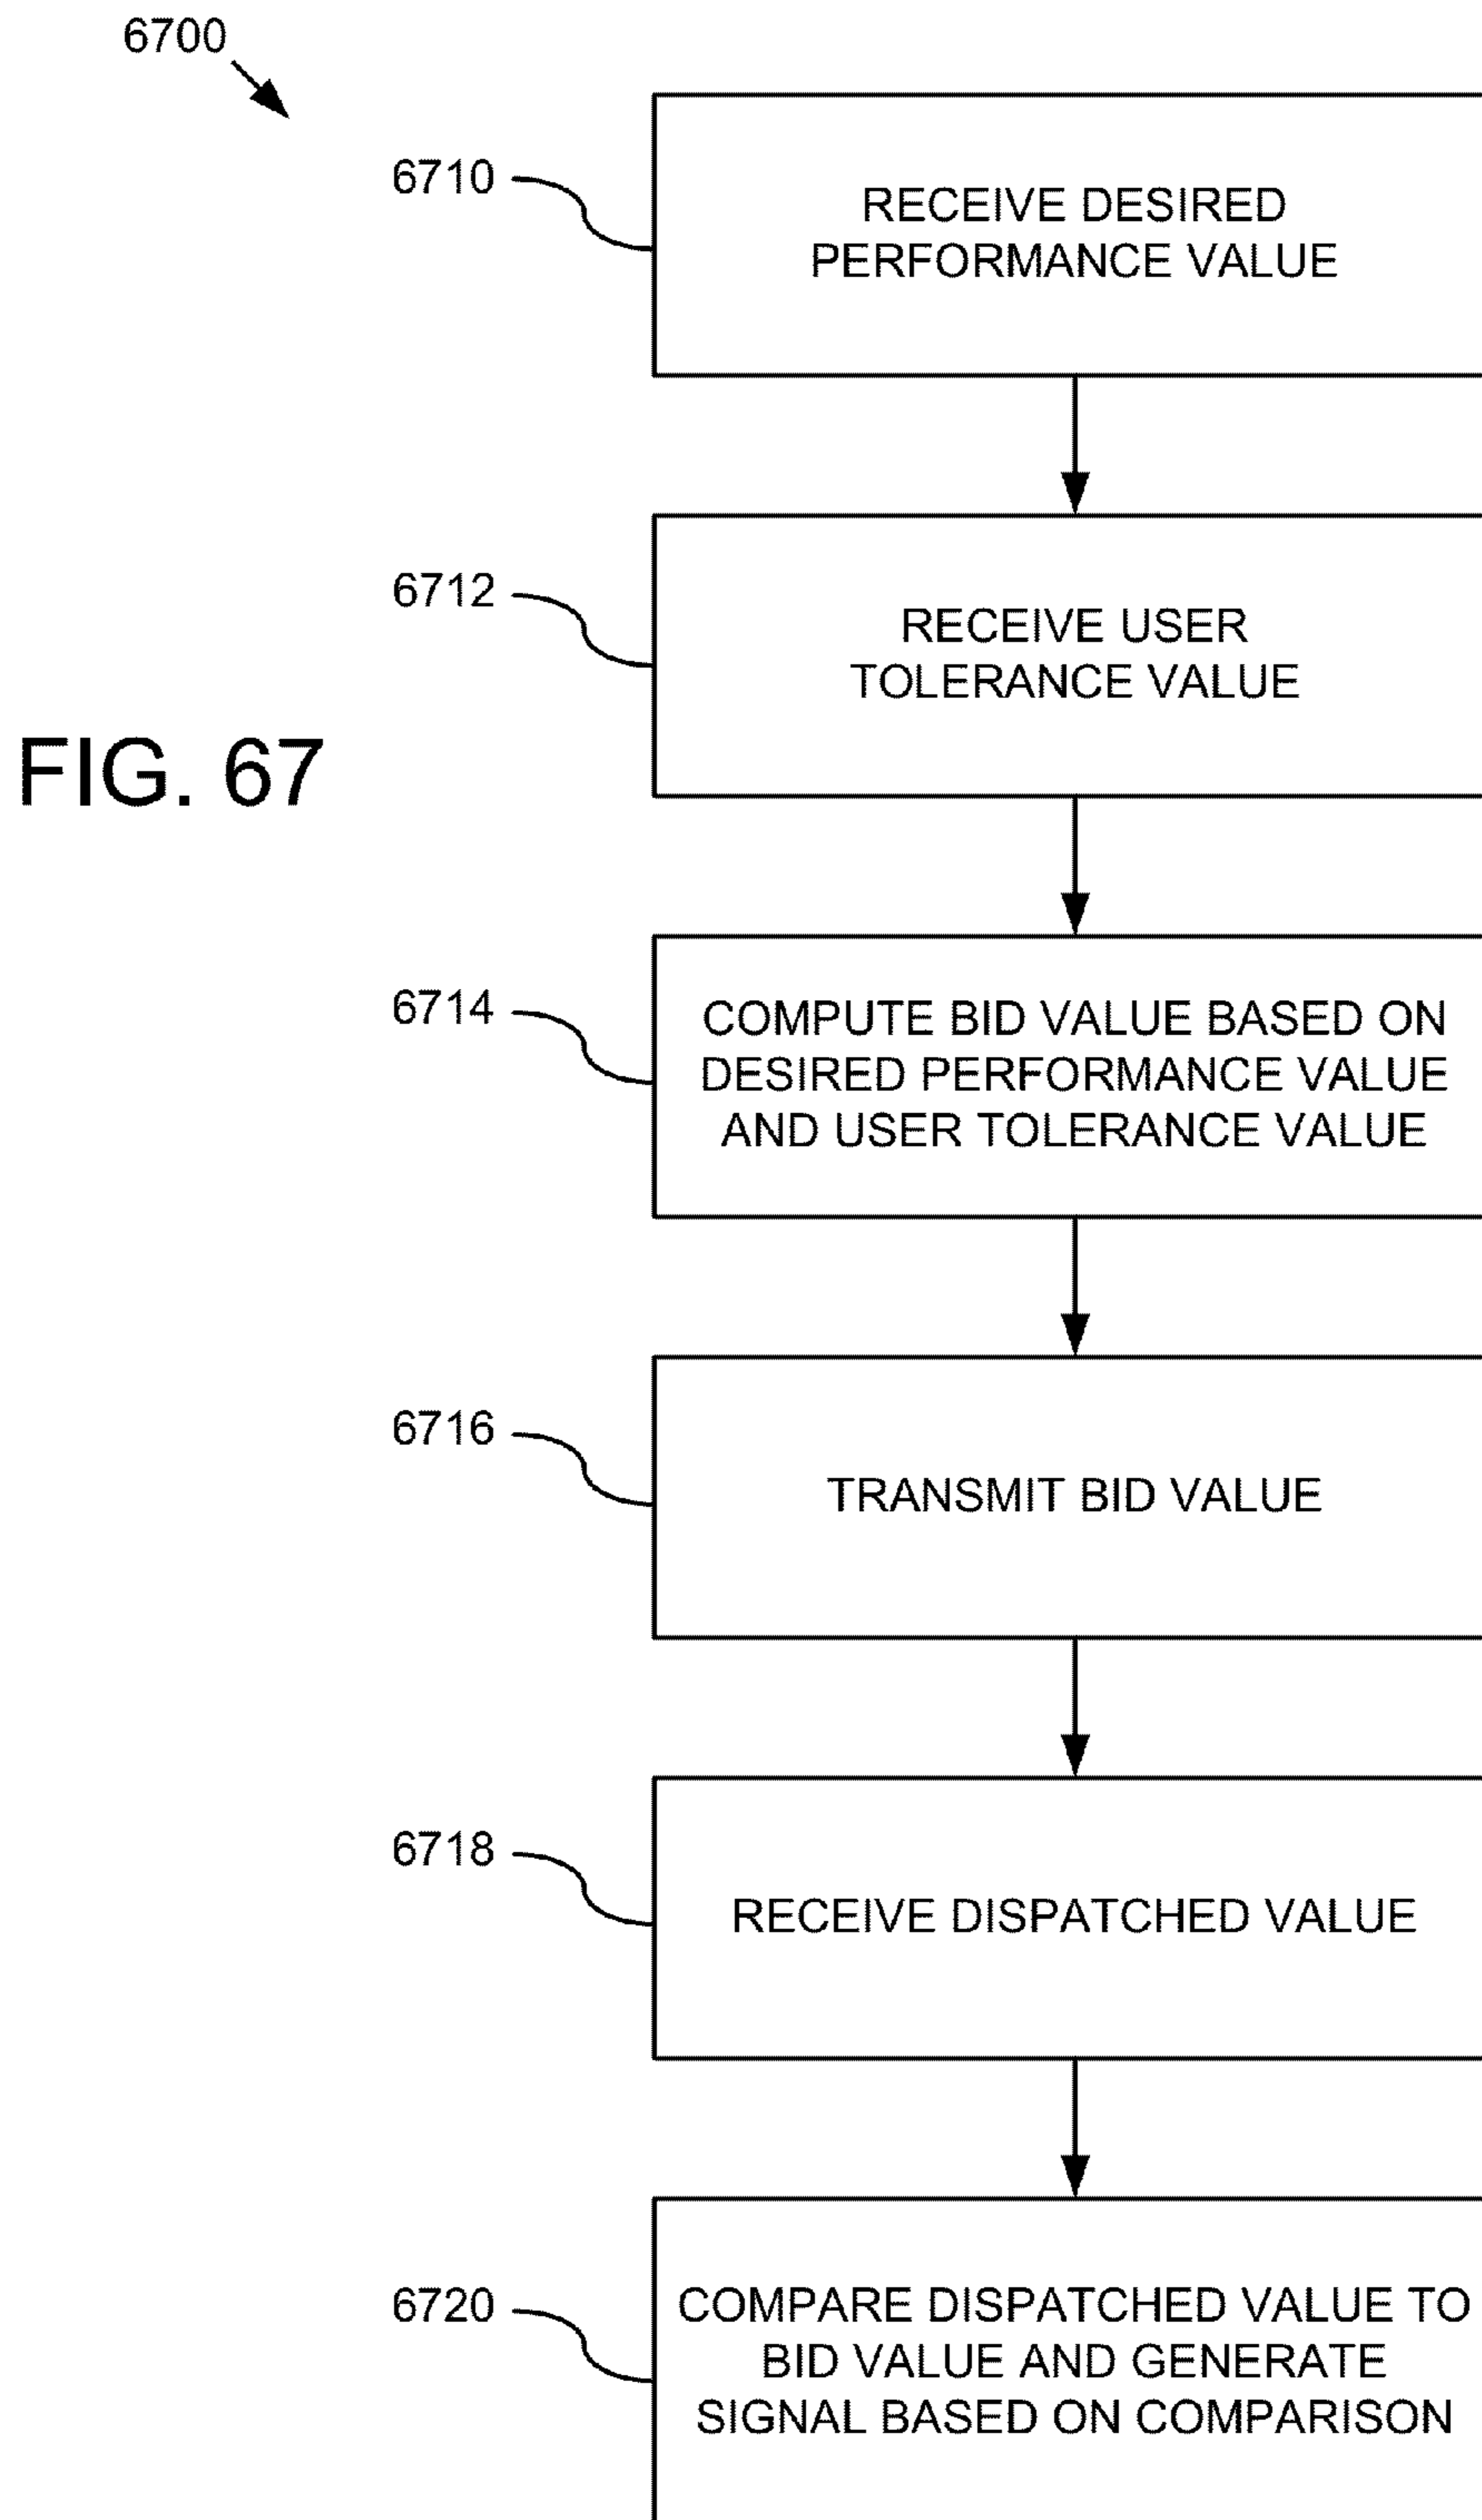 6700
6710
RECEIVE DESIRED
PERFORMANCE VALUE
6712
RECEIVE USER
TOLERANCE VALUE
FIG. 67
6714
COMPUTE BID VALUE BASED ON
DESIRED PERFORMANCE VALUE
AND USER TOLERANCE VALUE
6716
TRANSMIT BID VALUE
6718
RECEIVE DISPATCHED VALUE
6720
COMPARE DISPATCHED VALUE TO
BID VALUE AND GENERATE
SIGNAL BASED ON COMPARISON